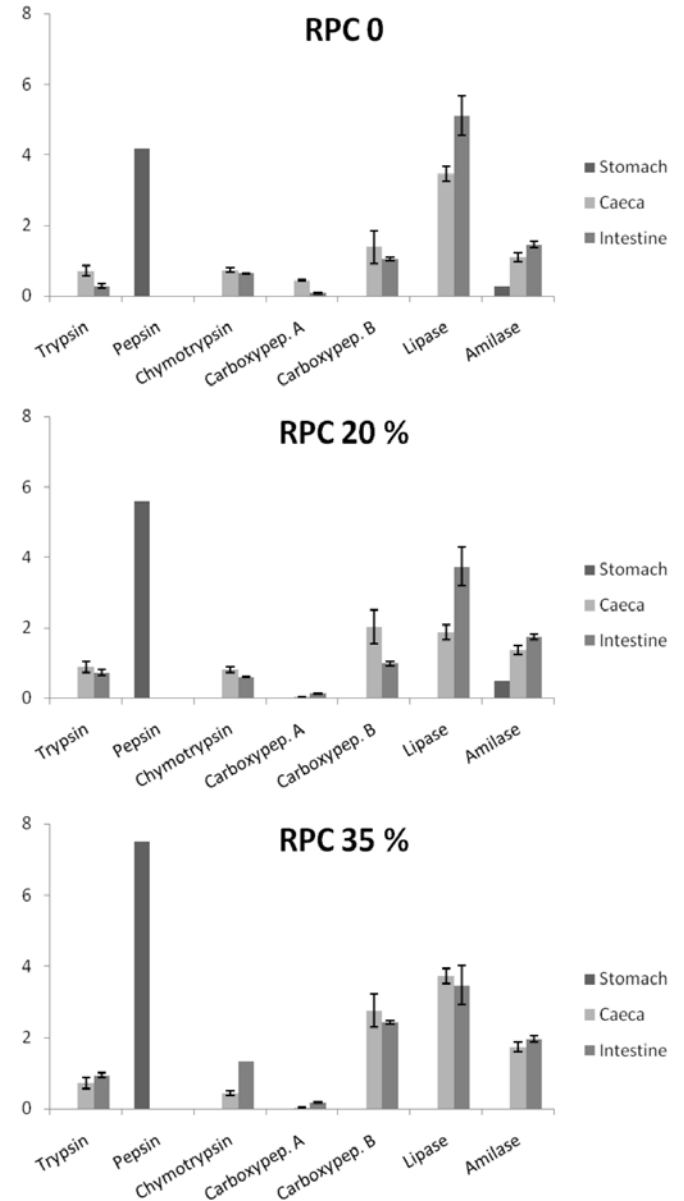 RPC 0
8
6
4
2
0
Trypsin
Pepsin
Chymotrypsin
Carboxypep. A
Carboxypep. B
Lipase
Amilase
Stomach
Caeca
Intestine
RPC 20 %
8
6
4
2
0
Trypsin
Pepsin
Chymotrypsin
Carboxypep. A
Carboxypep. B
Lipase
Amilase
Stomach
Caeca
Intestine
RPC 35 %
8
6
4
2
0
Trypsin
Pepsin
Chymotrypsin
Carboxypep. A
Carboxypep. B
Lipase
Amilase
Stomach
Caeca
Intestine